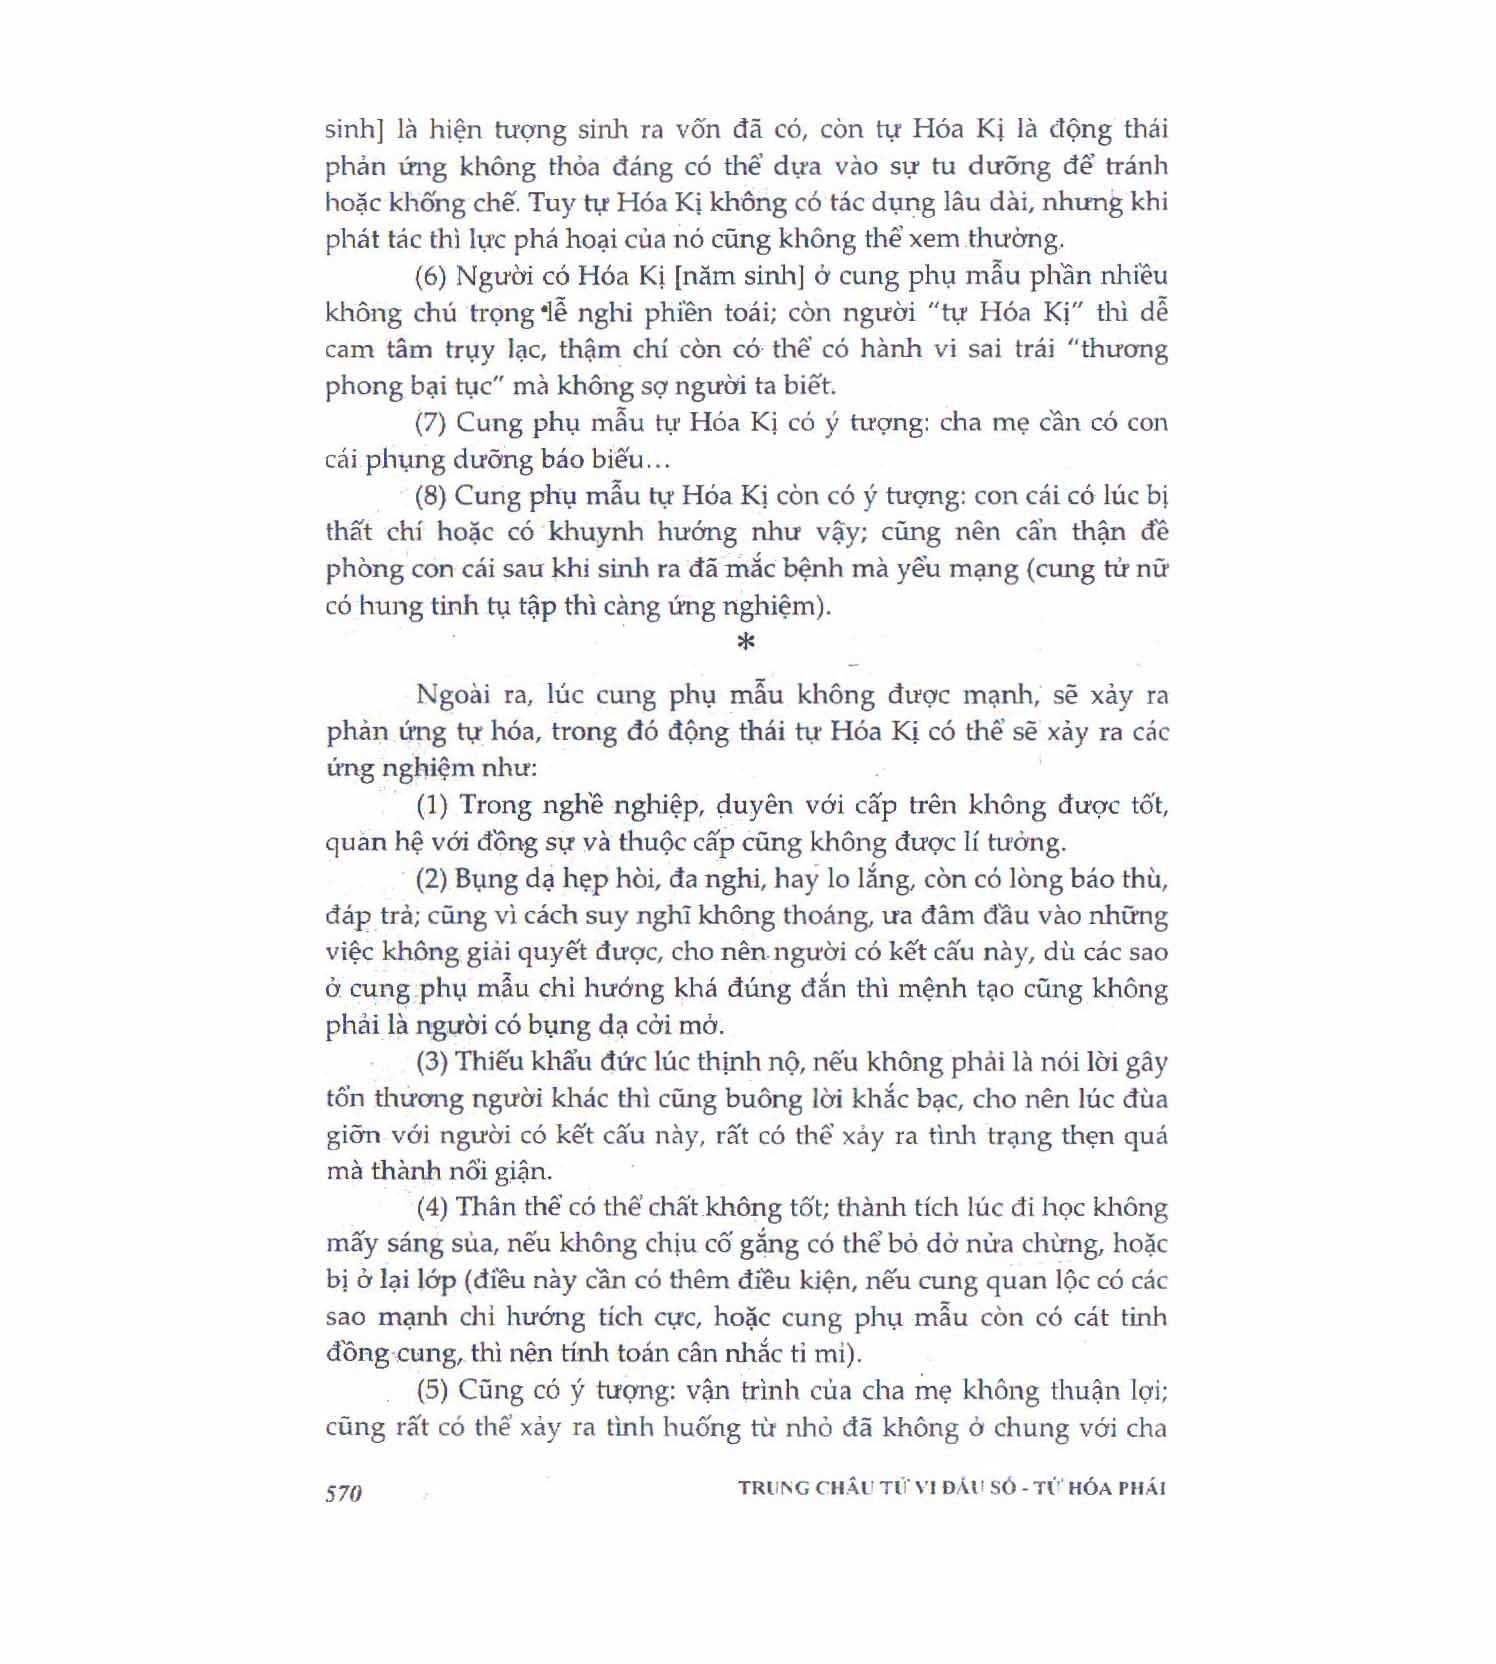 sinh] là hiện tượng sinh ra vốn đã có, còn tự Hóa Kị là động thái
phản ứng không thỏa đáng có thể dựa vào sự tu dưỡng để tránh
hoặc khống chế. Tuy tự Hóa Kị không có tác dụng lâu dài, nhưng khi
phát tác thì lực phá hoại của nó cũng không thể xem thường.
(6) Người có Hóa Kị [năm sinh] ở cung phụ mẫu phần nhiều
không chú trọng lễ nghi phiền toái; còn người "tự Hóa Kị" thì dễ
cam tâm trụy lạc, thậm chí còn có thể có hành vi sai trái "thương
phong bại tục" mà không sợ người ta biết.
(7) Cung phụ mẫu tự Hóa Kị có ý tượng: cha mẹ cần có con
cái phụng dưỡng báo biếu...
(8) Cung phụ mẫu tự Hóa Kị còn có ý tượng: con cái có lúc bị
thất chí hoặc có khuynh hướng như vậy; cũng nên cẩn thận đề
phòng con cái sau khi sinh ra đã mắc bệnh mà yểu mạng (cung tử nữ
có hung tinh tụ tập thì càng ứng nghiệm).
*
Ngoài ra, lúc cung phụ mẫu không được mạnh, sẽ xảy ra
phản ứng tự hóa, trong đó động thái tự Hóa Kị có thể sẽ xảy ra các
ứng nghiệm như:
(1) Trong nghề nghiệp, duyên với cấp trên không được tốt,
quan hệ với đồng sự và thuộc cấp cũng không được lí tưởng.
(2) Bụng dạ hẹp hòi, đa nghi, hay lo lắng, còn có lòng báo thù,
đáp trả; cũng vì cách suy nghĩ không thoáng, ưa đâm đầu vào những
việc không giải quyết được, cho nên người có kết cấu này, dù các sao
ở cung phụ mẫu chỉ hướng khá đúng đắn thì mệnh tạo cũng không
phải là người có bụng dạ cởi mở.
(3) Thiếu khẩu đức lúc thịnh nộ, nếu không phải là nói lời gây
tổn thương người khác thì cũng buông lời khắc bạc, cho nên lúc đùa
giỡn với người có kết cấu này, rất có thể xảy ra tình trạng thẹn quá
mà thành nổi giận.
(4) Thân thể có thể chất không tốt; thành tích lúc đi học không
mấy sáng sủa, nếu không chịu cố gắng có thể bỏ dở nửa chừng, hoặc
bị ở lại lớp (điều này cần có thêm điều kiện, nếu cung quan lộc có các
sao mạnh chỉ hướng tích cực, hoặc cung phụ mẫu còn có cát tinh
đồng cung, thì nên tính toán cân nhắc tỉ mỉ).
(5) Cũng có ý tượng: vận trình của cha mẹ không thuận lợi;
cũng rất có thể xảy ra tình huống từ nhỏ đã không ở chung với cha
570
TRUNG CHÂU TỬ VI ĐẨU SỐ - TỨ HÓA PHÁI